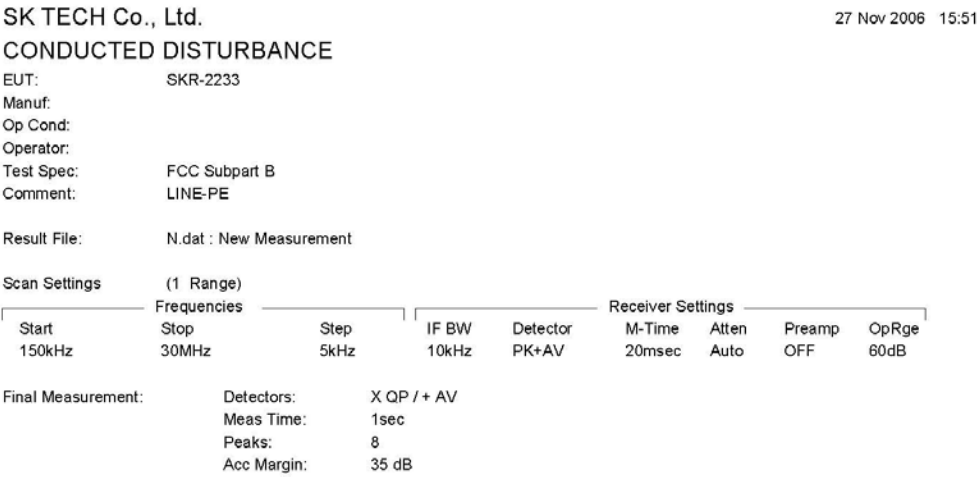 SK TECH Co., Ltd. 27 Nov 2006 15:51
CONDUCTED DISTURBANCE
EUT: SKR-2233
Manuf:
Op Cond:
Operator:
Test Spec: FCC Subpart B
Comment: LINE-PE
Result File: N.dat : New Measurement
Scan Settings (1 Range)
Frequencies Receiver Settings
Start Stop Step IF BW Detector M-Time Atten Preamp OpRge
150kHz 30MHz 5kHz 10kHz PK+AV 20msec Auto OFF 60dB
Final Measurement: Detectors: X QP / + AV
Meas Time: 1sec
Peaks: 8
Acc Margin: 35 dB